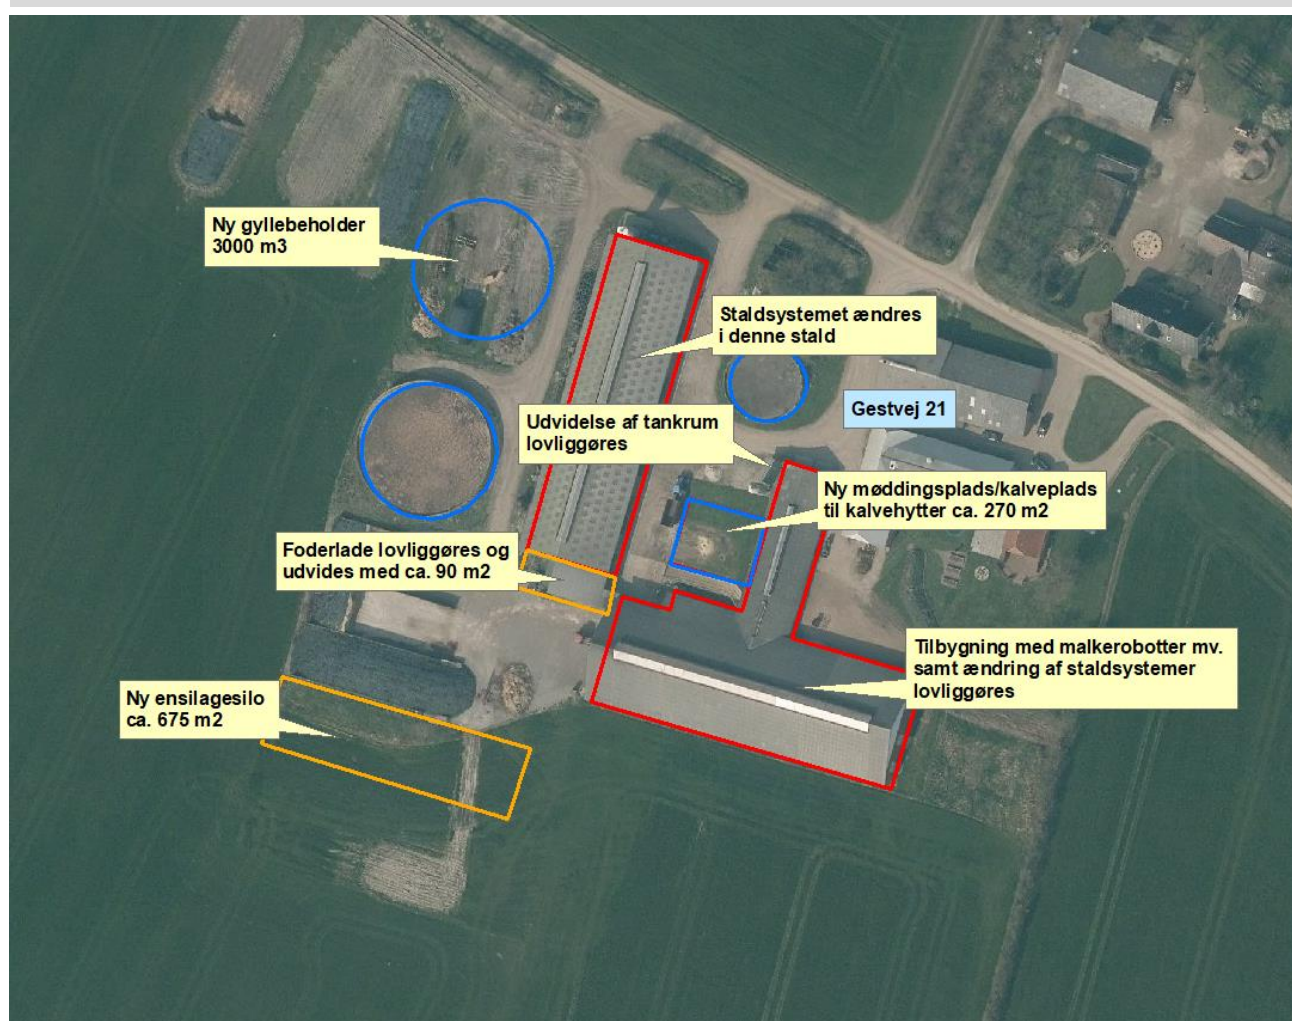 Ny gyllebeholder
3000 m3
Staldsystemet ændres
i denne stald
Gestvej 21
Udvidelse af tankrum
lovliggøres
Ny møddingsplads/kalveplads
til kalvehytter ca. 270 m2
Foderlade lovliggøres og
udvides med ca. 90 m2
Tilbygning med malkerobotter mv.
samt ændring af staldsystemer
lovliggøres
Ny ensilagesilo
ca. 675 m2